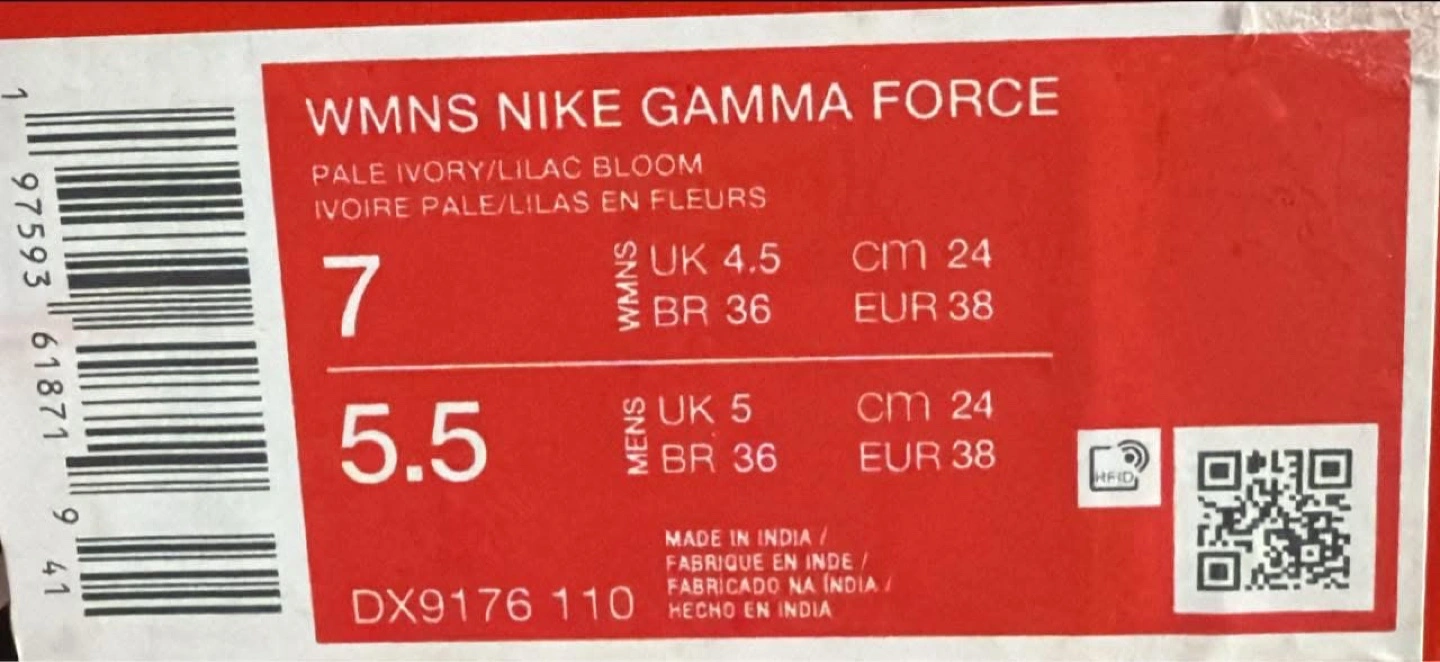 WMNS NIKE GAMMA FORCE
PALE IVORY/LILAC BLOOM
IVOIRE PALE/LILAS EN FLEURS
7
WMNS
UK 4.5 CM 24
BR 36 EUR 38
5.5
MENS
UK 5 CM 24
BR 36 EUR 38
MADE IN INDIA /
FABRIQUE EN INDE /
FABRICADO NA ÍNDIA /
HECHO EN INDIA
DX9176 110
RFID
1 97593 61871 9 41